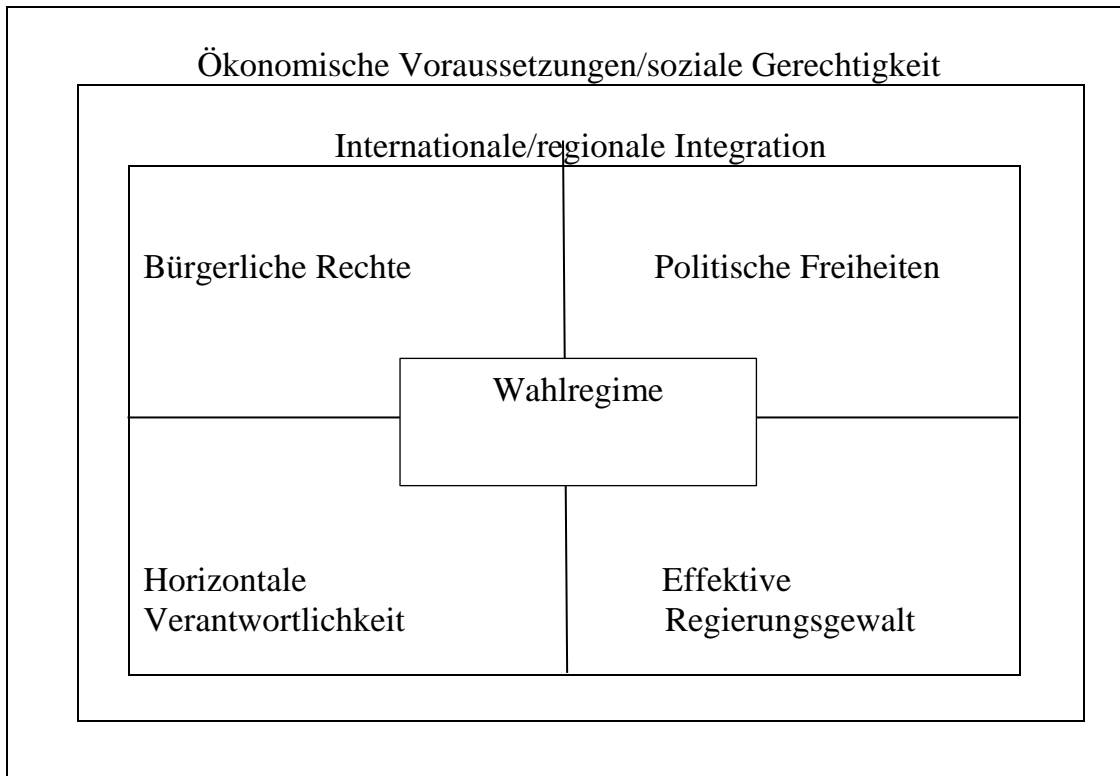 Ökonomische Voraussetzungen/soziale Gerechtigkeit
Internationale/regionale Integration
Bürgerliche Rechte
Politische Freiheiten
Wahlregime
Horizontale
Verantwortlichkeit
Effektive
Regierungsgewalt